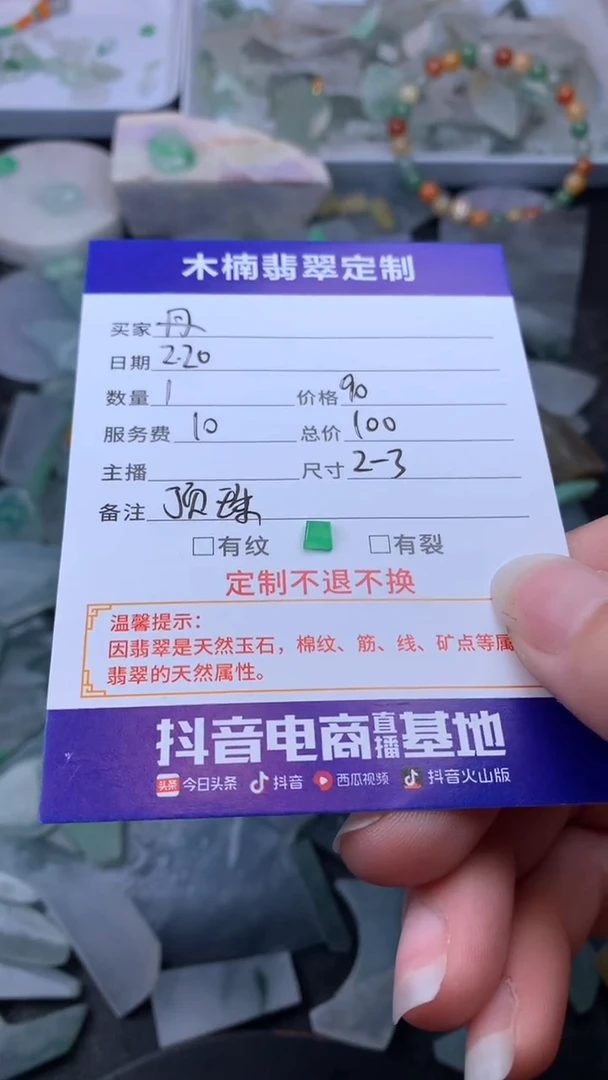 木楠翡翠定制
买家 丹
日期 2.20
数量 1 价格 90
服务费 10 总价 100
主播 尺寸 2-3
备注 顶珠
□有纹 □有裂
定制不退不换
温馨提示：
因翡翠是天然玉石，棉纹、筋、线、矿点等属
翡翠的天然属性。
抖音电商直播基地
头条 今日头条 抖音 西瓜视频 抖音火山版